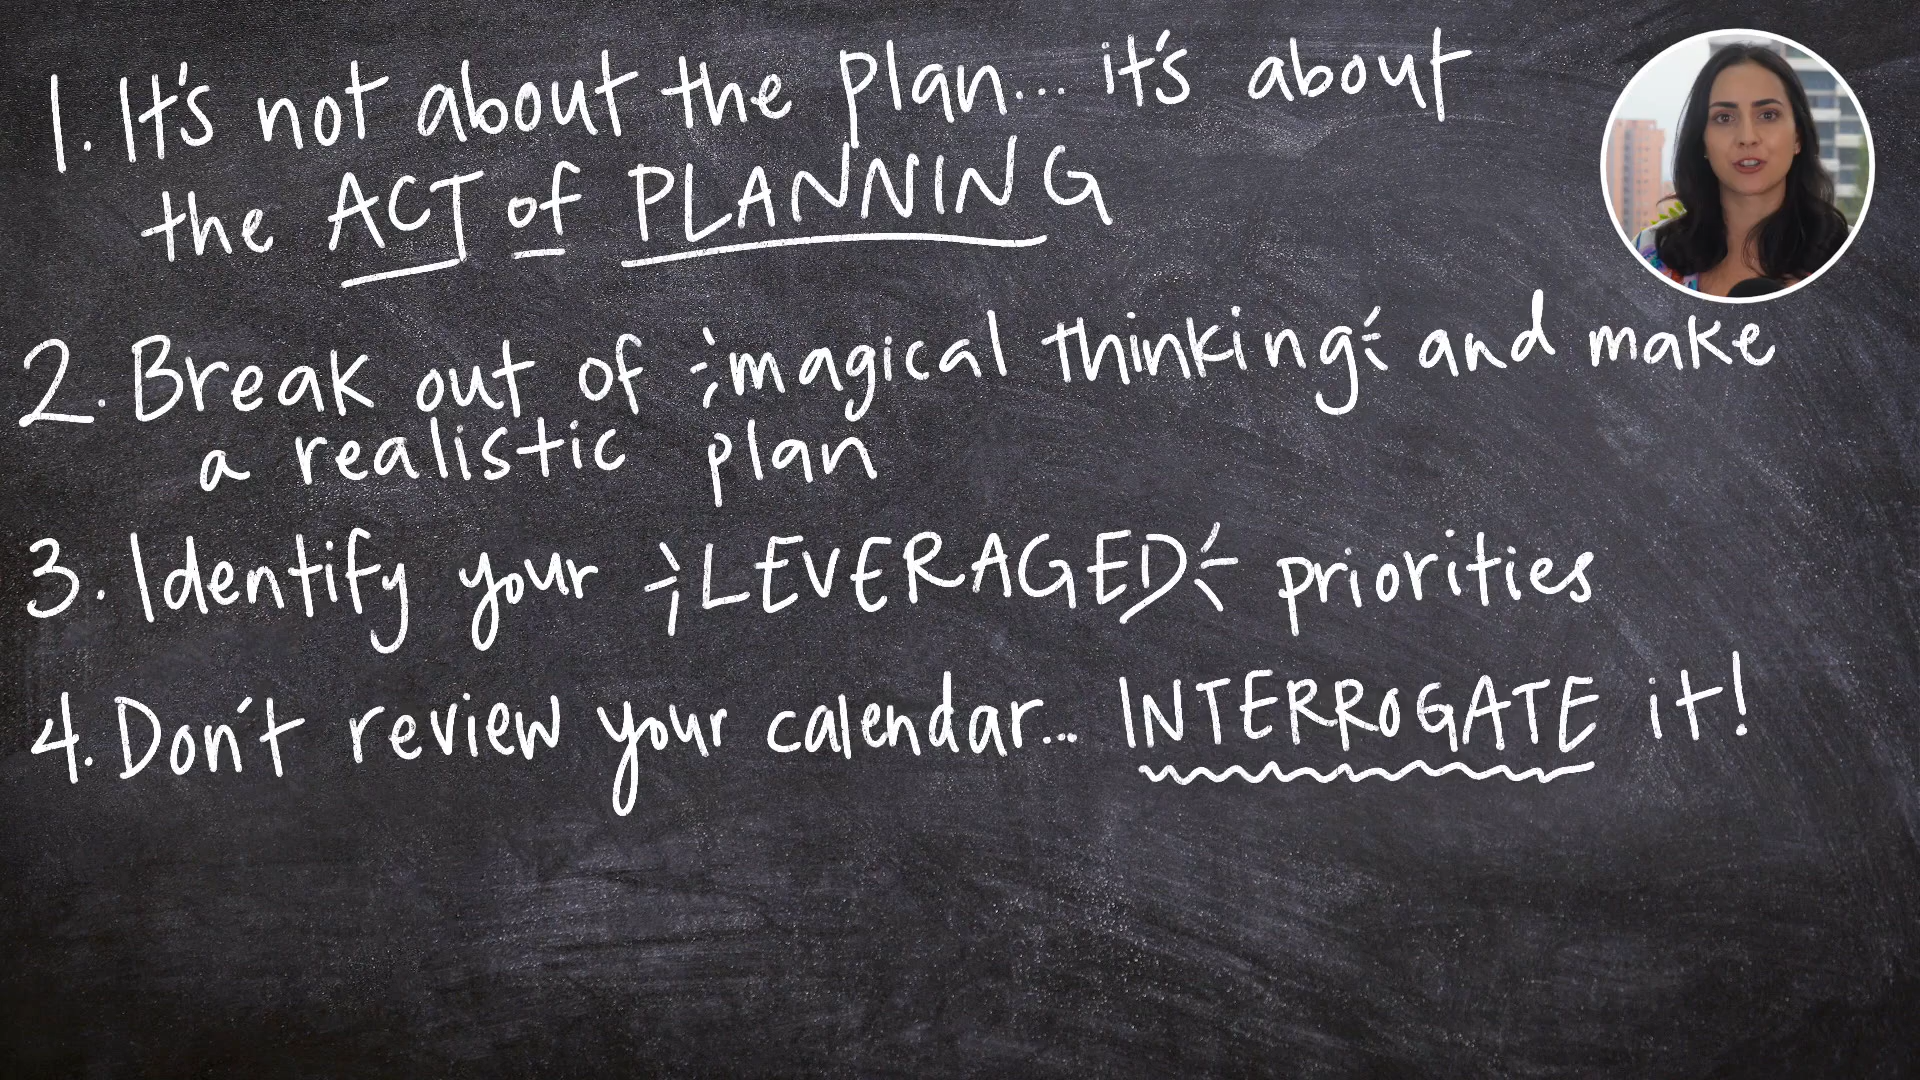 1. It's not about the plan... it's about
the ACT of PLANNING
2. Break out of magical thinking and make
a realistic plan
3. Identify your LEVERAGED priorities
4. Don't review your calendar... INTERROGATE it!